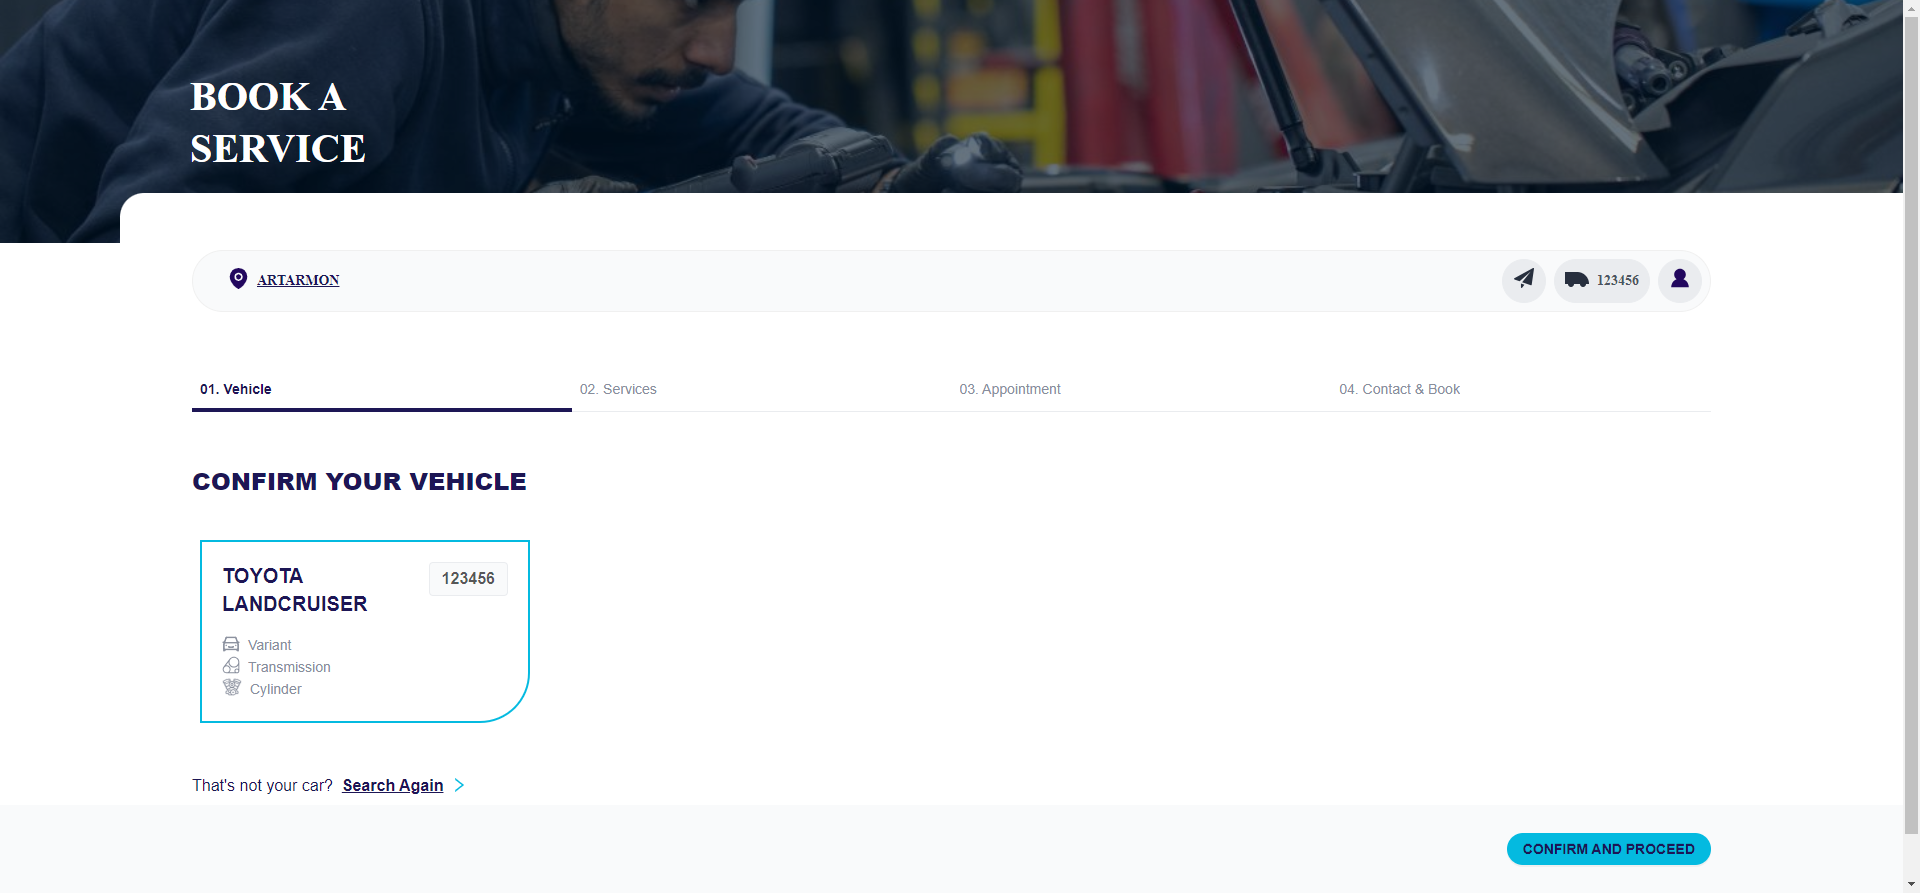 BOOK A
SERVICE
ARTARMON
123456
01. Vehicle
02. Services
03. Appointment
04. Contact & Book
CONFIRM YOUR VEHICLE
TOYOTA
LANDCRUISER
123456
Variant
Transmission
Cylinder
That's not your car? Search Again
CONFIRM AND PROCEED